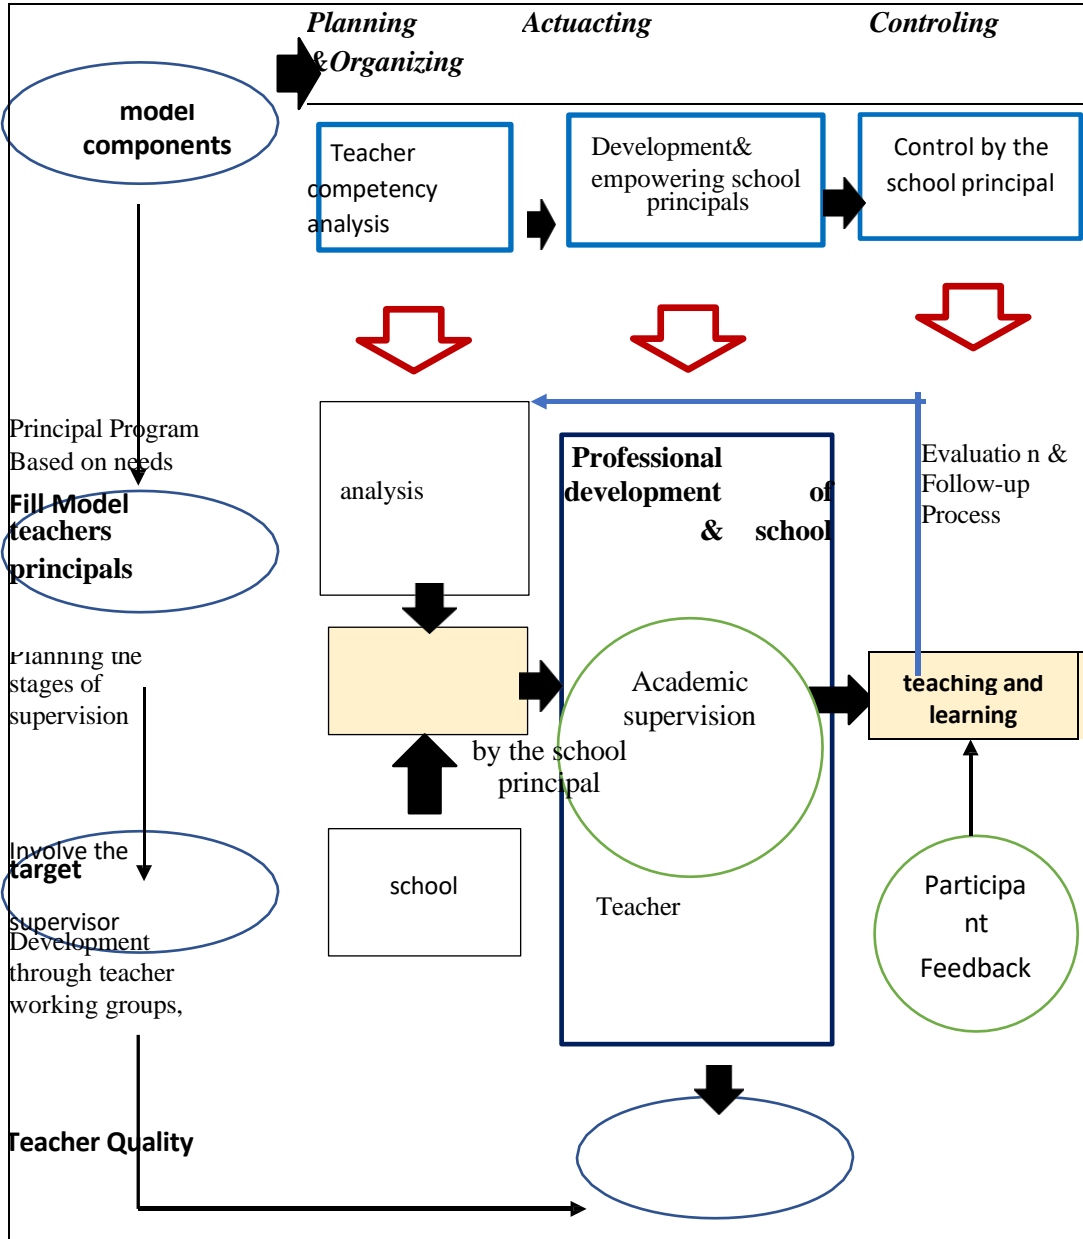 Planning
&Organizing
Actuacting
Controling
model
components
Teacher
competency
analysis
Development&
empowering school
principals
Control by the
school principal
Principal Program
Based on needs
Fill Model
teachers
principals
analysis
Professional
development of
& school
Evaluatio n &
Follow-up
Process
Planning the
stages of
supervision
Academic
supervision
by the school
principal
teaching and
learning
Involve the
target
supervisor
Development
through teacher
working groups,
school
Teacher
Participa
nt
Feedback
Teacher Quality